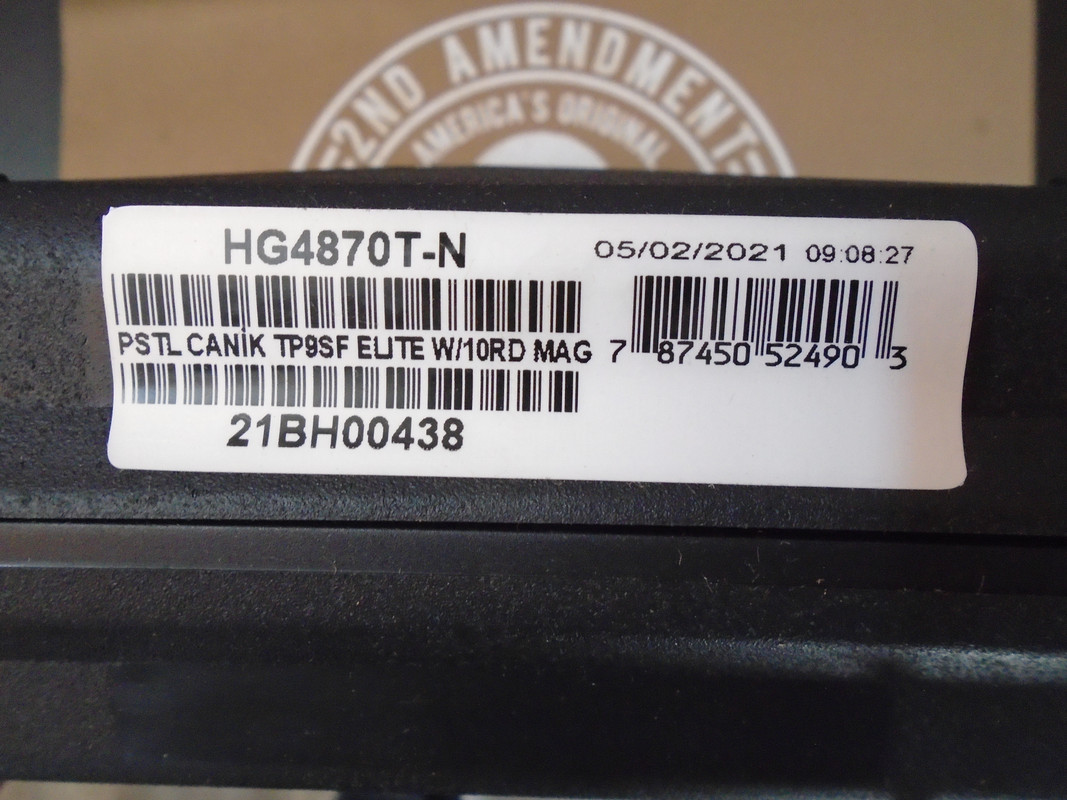 =2ND AMENDMENT=
AMERICA'S ORIGINAL
HG4870T-N
05/02/2021 09:08:27
PSTL CANİK TP9SF ELITE W/10RD MAG
7 87450 52490 3
21BH00438